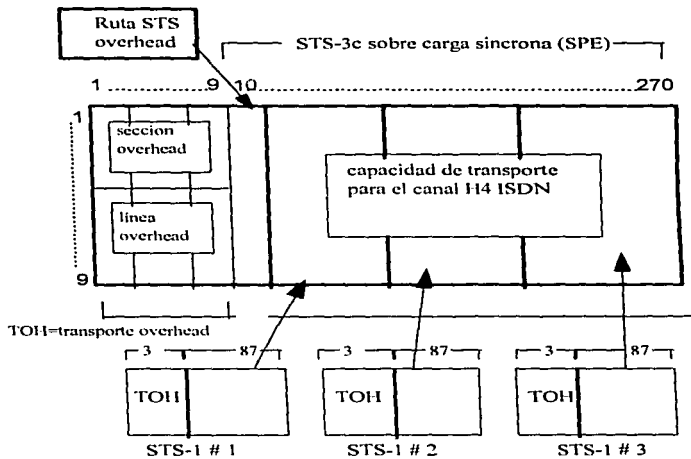 Ruta STS
overhead
STS-3c sobre carga sincrona (SPE)
1 9 10 270
1
seccion
overhead
capacidad de transporte
para el canal H4 ISDN
línea
overhead
9
TOH=transporte overhead
3 87 3 87 3 87
TOH TOH TOH
STS-1 # 1 STS-1 # 2 STS-1 # 3